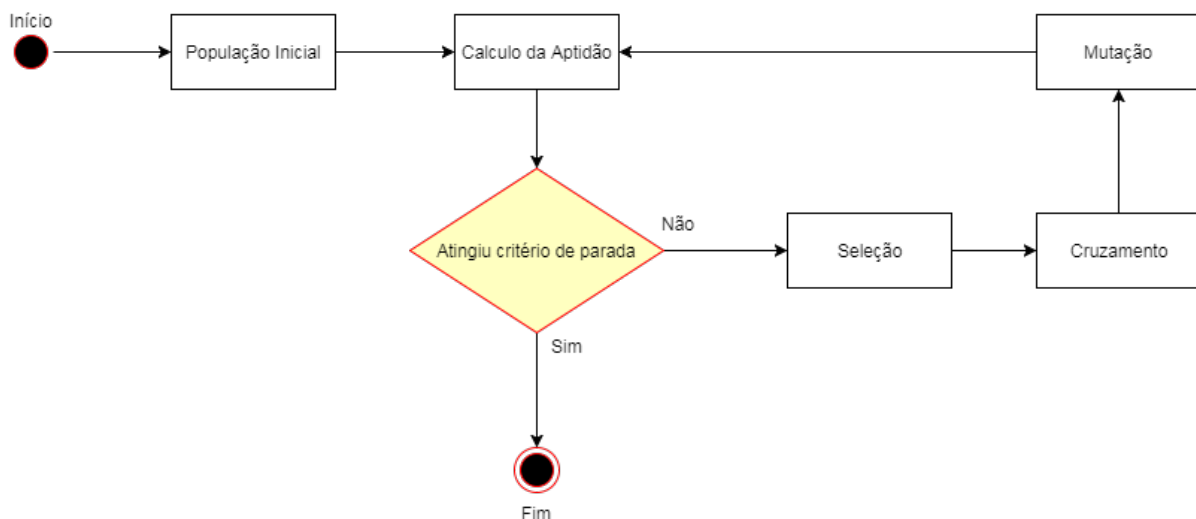 Início
População Inicial
Calculo da Aptidão
Mutação
Atingiu critério de parada
Não
Seleção
Cruzamento
Sim
Fim